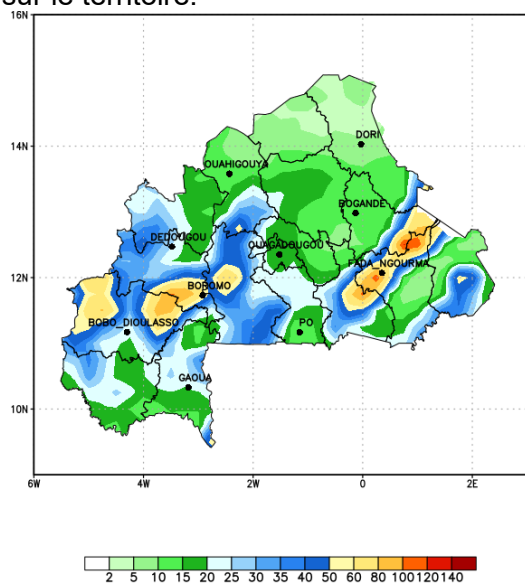 sur le territoire.
16N
14N
DORI
OUAHIGOUYA
BOGANDE
DEDOUGOU
OUAGADOUGOU
FADA_NGOURMA
12N
BOROMO
BOBO_DIOULASSO
PO
GAOUA
10N
6W 4W 2W 0 2E
2 5 10 15 20 25 30 35 40 50 60 80 100 120 140